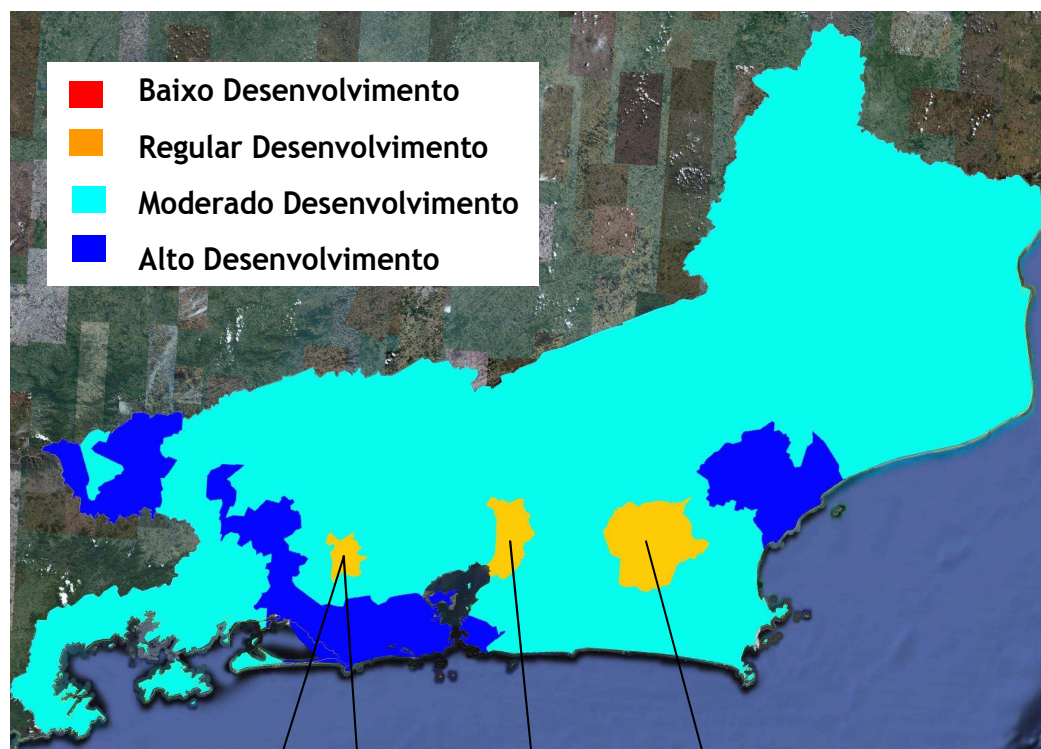 Baixo Desenvolvimento
Regular Desenvolvimento
Moderado Desenvolvimento
Alto Desenvolvimento